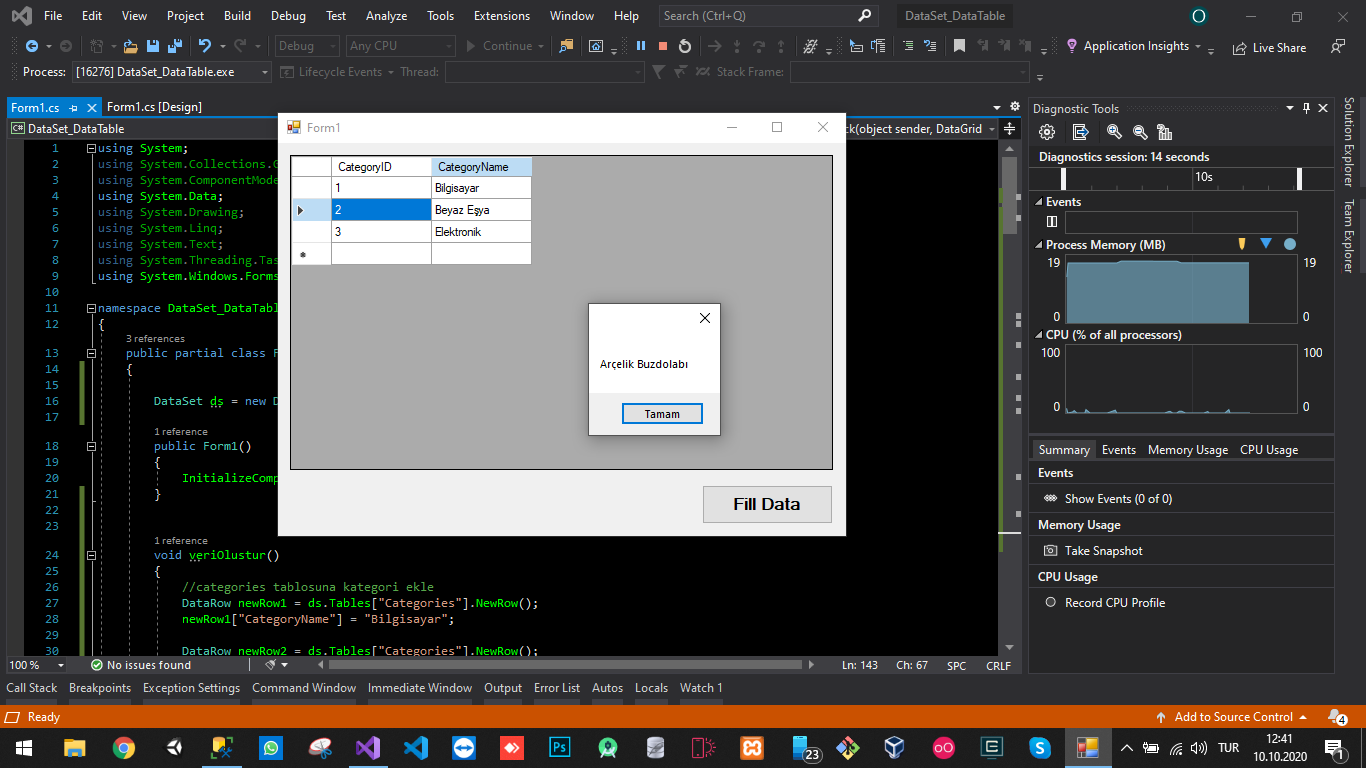 File Edit View Project Build Debug Test Analyze Tools Extensions Window Help Search (Ctrl+Q) DataSet_DataTable O
Debug Any CPU Continue Application Insights Live Share
Process: [16276] DataSet_DataTable.exe Lifecycle Events Thread: Stack Frame:
Form1.cs Form1.cs [Design]
C# DataSet_DataTable ck(object sender, DataGrid
1 using System;
2 using System.Collections.G
3 using System.ComponentMode
4 using System.Data;
5 using System.Drawing;
6 using System.Linq;
7 using System.Text;
8 using System.Threading.Tas
9 using System.Windows.Forms
10
11 namespace DataSet_DataTabl
12 {
3 references
13 public partial class F
14 {
15
16 DataSet ds = new D
17
1 reference
18 public Form1()
19 {
20 InitializeComp
21 }
22
23
1 reference
24 void veriOlustur()
25 {
26 //categories tablosuna kategori ekle
27 DataRow newRow1 = ds.Tables["Categories"].NewRow();
28 newRow1["CategoryName"] = "Bilgisayar";
29
30 DataRow newRow2 = ds.Tables["Categories"].NewRow();
Form1
CategoryID CategoryName
1 Bilgisayar
2 Beyaz Eşya
3 Elektronik
*
Arçelik Buzdolabı
Tamam
Fill Data
Diagnostic Tools
Diagnostics session: 14 seconds
10s
Events
Process Memory (MB)
19 19
0 0
CPU (% of all processors)
100 100
0 0
Summary Events Memory Usage CPU Usage
Events
Show Events (0 of 0)
Memory Usage
Take Snapshot
CPU Usage
Record CPU Profile
Solution Explorer
Team Explorer
100 % No issues found Ln: 143 Ch: 67 SPC CRLF
Call Stack Breakpoints Exception Settings Command Window Immediate Window Output Error List Autos Locals Watch 1
Ready Add to Source Control 4
Ps 23 TUR 12:41
10.10.2020
1